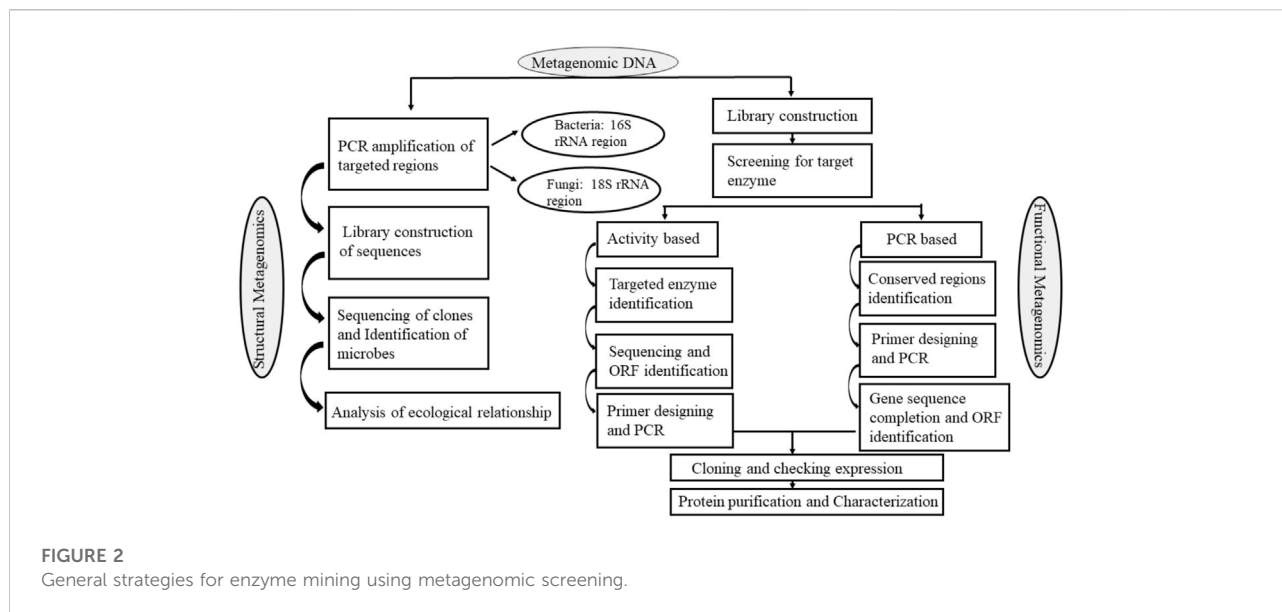 Metagenomic DNA
PCR amplification of
targeted regions
Bacteria: 16S
rRNA region
Fungi: 18S rRNA
region
Library construction
of sequences
Sequencing of clones
and Identification of
microbes
Analysis of ecological relationship
Structural Metagenomics
Library construction
Screening for target
enzyme
Activity based
Targeted enzyme
identification
Sequencing and
ORF identification
Primer designing
and PCR
PCR based
Conserved regions
identification
Primer designing
and PCR
Gene sequence
completion and ORF
identification
Functional Metagenomics
Cloning and checking expression
Protein purification and Characterization
FIGURE 2
General strategies for enzyme mining using metagenomic screening.